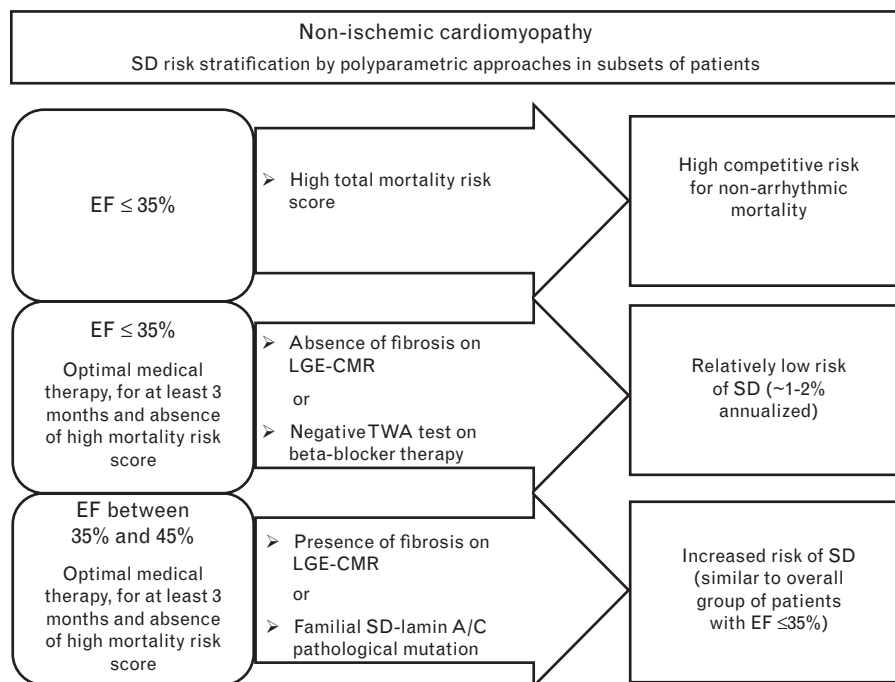 Non-ischemic cardiomyopathy
SD risk stratification by polyparametric approaches in subsets of patients
EF ≤ 35%
➢ High total mortality risk
score
High competitive risk
for non-arrhythmic
mortality
EF ≤ 35%
Optimal medical
therapy, for at least 3
months and absence
of high mortality risk
score
➢ Absence of fibrosis on
LGE-CMR
or
➢ Negative TWA test on
beta-blocker therapy
Relatively low risk
of SD (~1-2%
annualized)
EF between
35% and 45%
Optimal medical
therapy, for at least 3
months and absence
of high mortality risk
score
➢ Presence of fibrosis on
LGE-CMR
or
➢ Familial SD-lamin A/C
pathological mutation
Increased risk of SD
(similar to overall
group of patients
with EF ≤35%)